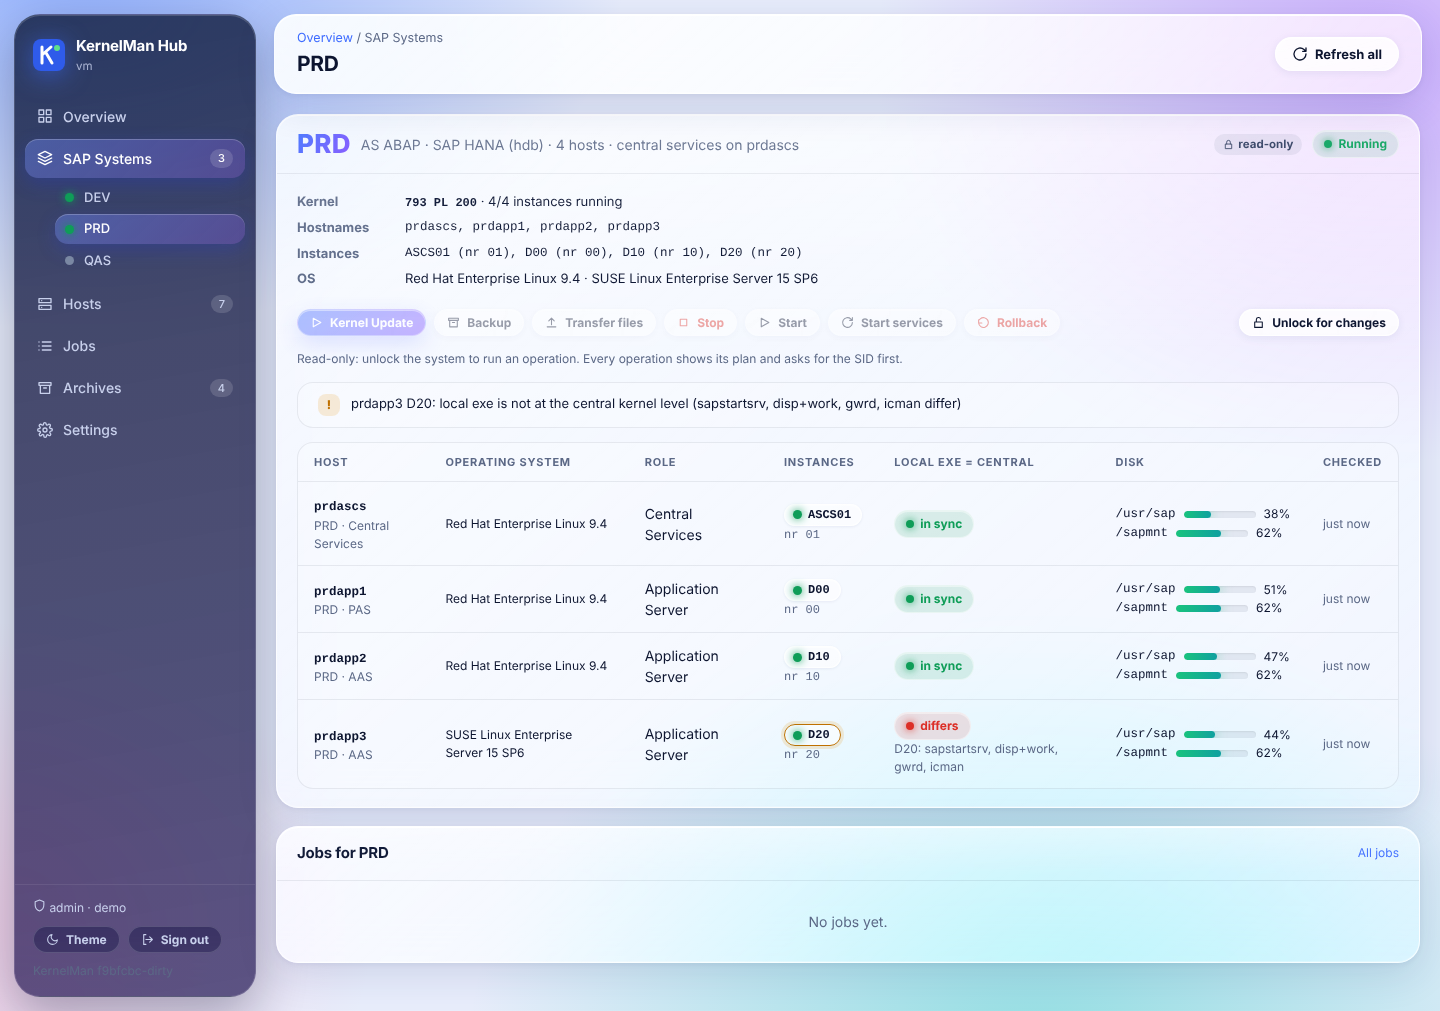 KernelMan Hub
vm
Overview
SAP Systems 3
DEV
PRD
QAS
Hosts 7
Jobs
Archives 4
Settings
admin · demo
Theme Sign out
KernelMan f9bfcbc-dirty
Overview / SAP Systems
PRD
Refresh all
PRD AS ABAP · SAP HANA (hdb) · 4 hosts · central services on prdascs read-only Running
Kernel 793 PL 200 · 4/4 instances running
Hostnames prdascs, prdapp1, prdapp2, prdapp3
Instances ASCS01 (nr 01), D00 (nr 00), D10 (nr 10), D20 (nr 20)
OS Red Hat Enterprise Linux 9.4 · SUSE Linux Enterprise Server 15 SP6
Kernel Update Backup Transfer files Stop Start Start services Rollback Unlock for changes
Read-only: unlock the system to run an operation. Every operation shows its plan and asks for the SID first.
! prdapp3 D20: local exe is not at the central kernel level (sapstartsrv, disp+work, gwrd, icman differ)
HOST OPERATING SYSTEM ROLE INSTANCES LOCAL EXE = CENTRAL DISK CHECKED
prdascs
PRD · Central
Services
Red Hat Enterprise Linux 9.4
Central
Services
ASCS01
nr 01
in sync
/usr/sap 38%
/sapmnt 62%
just now
prdapp1
PRD · PAS
Red Hat Enterprise Linux 9.4
Application
Server
D00
nr 00
in sync
/usr/sap 51%
/sapmnt 62%
just now
prdapp2
PRD · AAS
Red Hat Enterprise Linux 9.4
Application
Server
D10
nr 10
in sync
/usr/sap 47%
/sapmnt 62%
just now
prdapp3
PRD · AAS
SUSE Linux Enterprise
Server 15 SP6
Application
Server
D20
nr 20
differs
D20: sapstartsrv, disp+work,
gwrd, icman
/usr/sap 44%
/sapmnt 62%
just now
Jobs for PRD All jobs
No jobs yet.